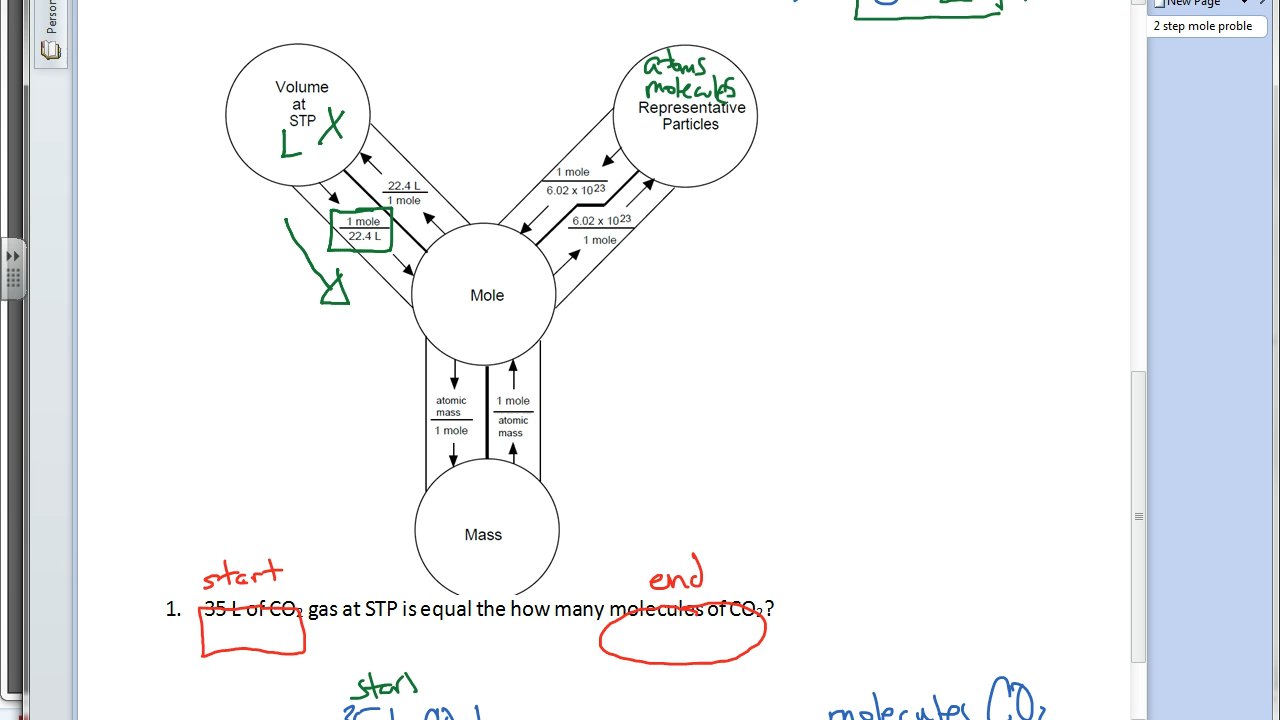 New Page
2 step mole proble
Person
Volume
at
STP
L X
atoms
molecules
Representative
Particles
22.4 L
1 mole
1 mole
22.4 L
1 mole
6.02 x 10²³
6.02 x 10²³
1 mole
Mole
atomic
mass
1 mole
1 mole
atomic
mass
Mass
start
end
1. 35 L of CO₂ gas at STP is equal the how many molecules of CO₂?
start
molecules CO₂